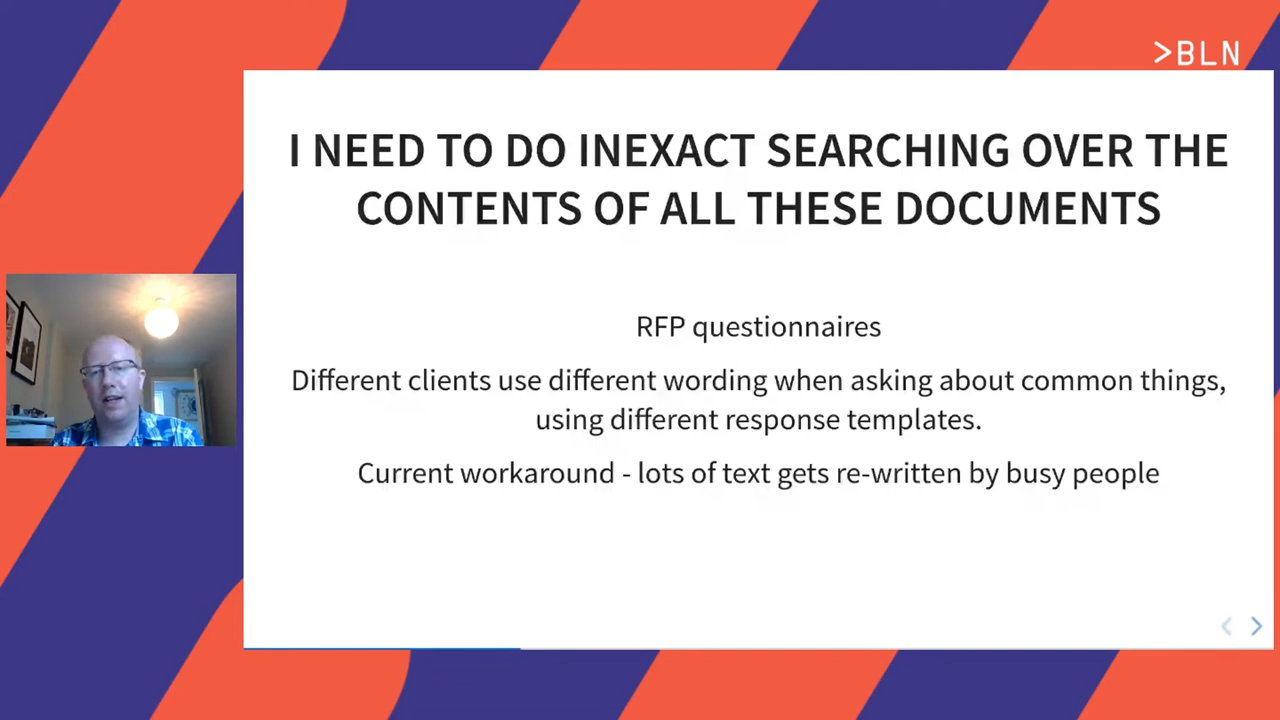 >BLN
I NEED TO DO INEXACT SEARCHING OVER THE
CONTENTS OF ALL THESE DOCUMENTS
RFP questionnaires
Different clients use different wording when asking about common things,
using different response templates.
Current workaround - lots of text gets re-written by busy people